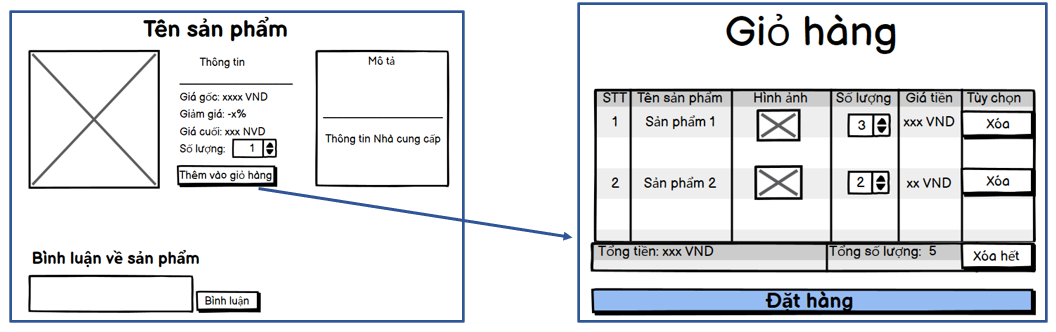 Tên sản phẩm
Thông tin
Giá gốc: xxxx VND
Giảm giá: -x%
Giá cuối: xxx NVD
Số lượng: 1
Thêm vào giỏ hàng
Mô tả
Thông tin Nhà cung cấp
Bình luận về sản phẩm
Bình luận
Giỏ hàng
STT Tên sản phẩm Hình ảnh Số lượng Giá tiền Tùy chọn
1 Sản phẩm 1 3 xxx VND Xóa
2 Sản phẩm 2 2 xx VND Xóa
Tổng tiền: xxx VND Tổng số lượng: 5 Xóa hết
Đặt hàng